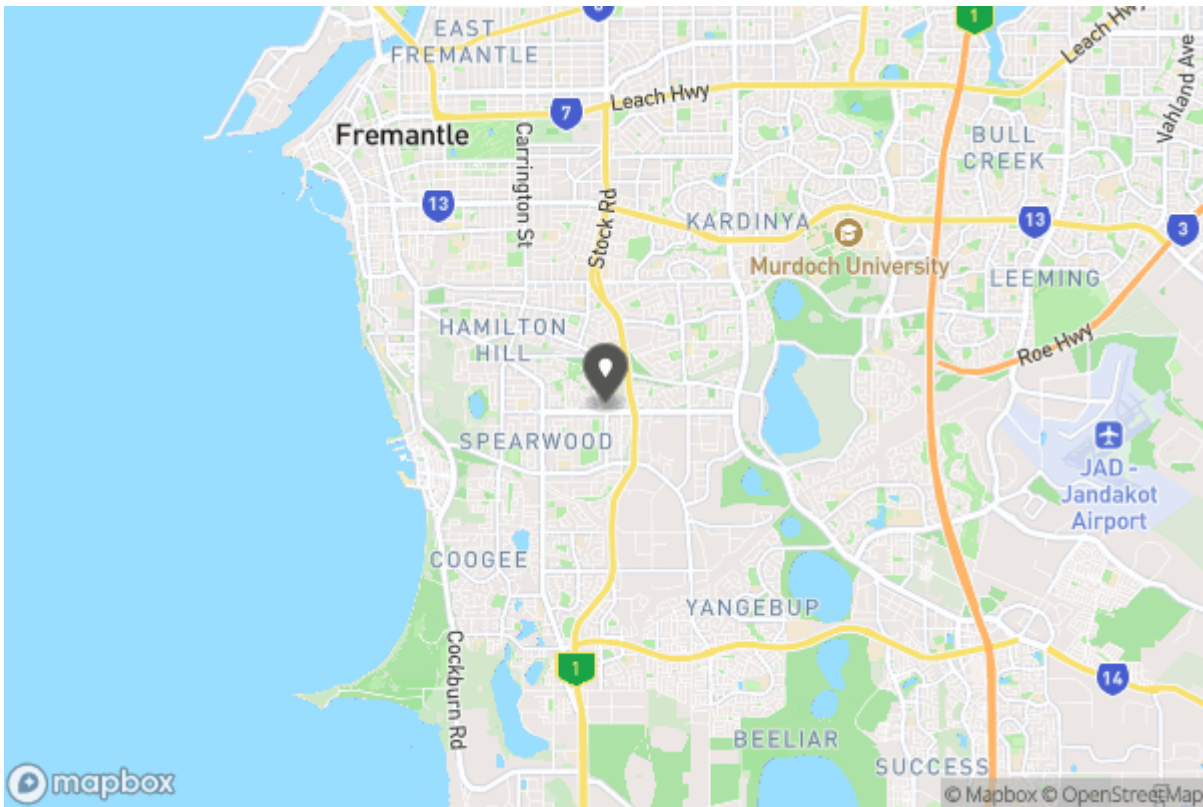 EAST
FREMANTLE
6
1
Leach Hwy
Leach Hwy
7
Fremantle
Carrington St
BULL
CREEK
13
Stock Rd
KARDINYA
13
3
Murdoch University
LEEMING
HAMILTON
HILL
Roe Hwy
SPEARWOOD
JAD -
Jandakot
Airport
COOGEE
YANGEBUP
Cockburn Rd
1
14
BEELIAR
SUCCESS
mapbox
© Mapbox © OpenStreetMap